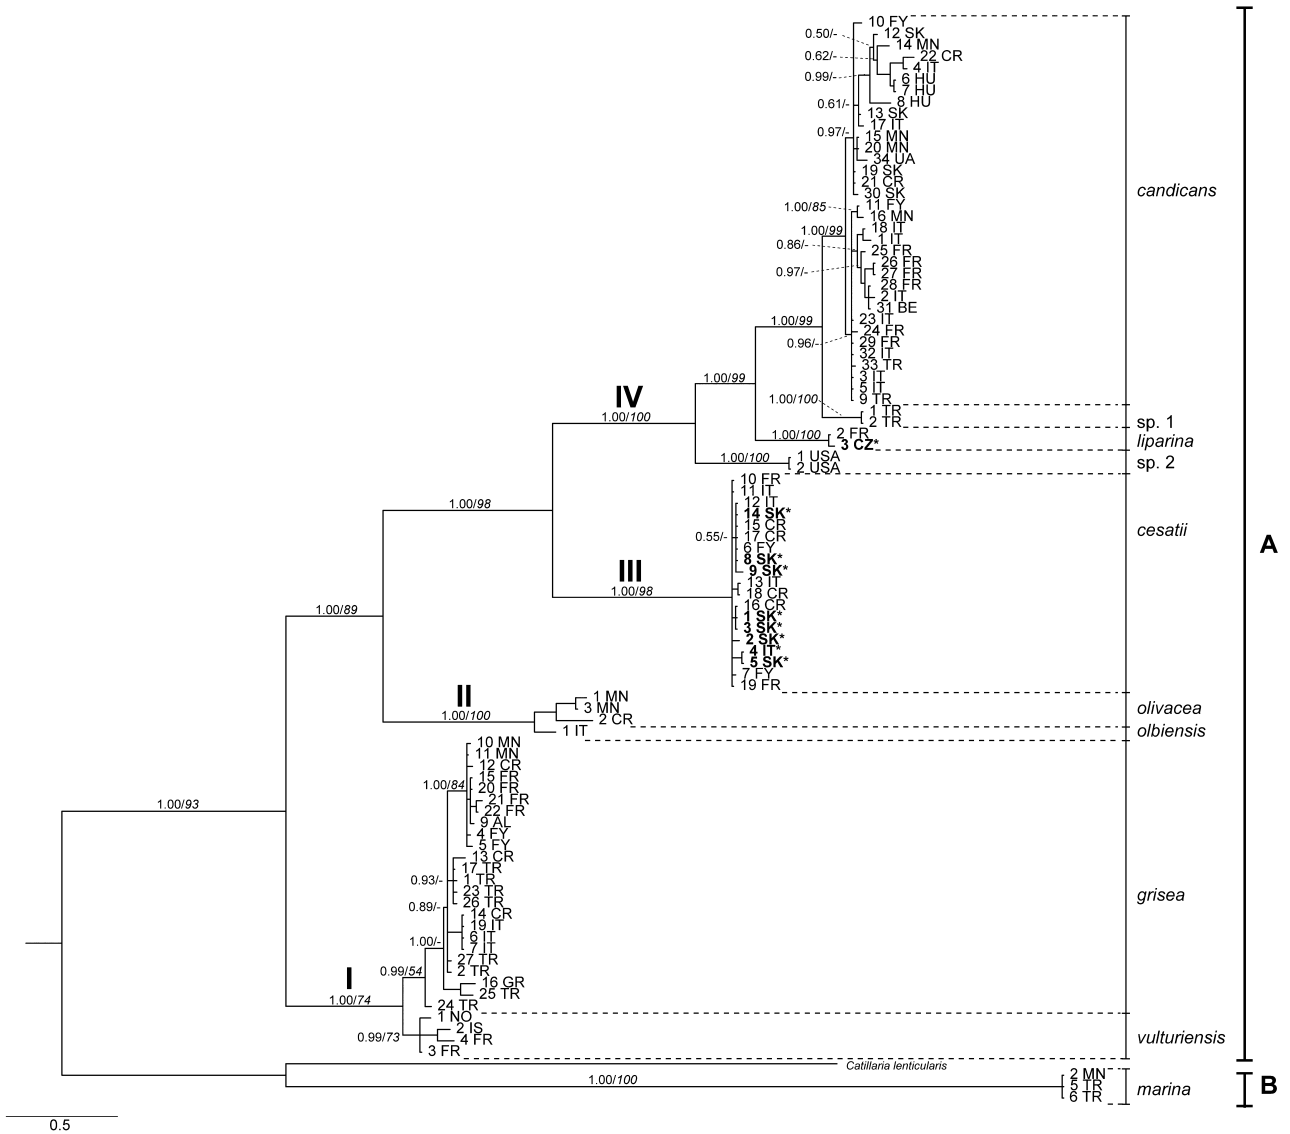 10 FY
0.50/-
12 SK
14 MN
0.62/-
22 CR
4 IT
0.99/-
6 HU
7 HU
8 HU
0.61/-
13 SK
17 IT
0.97/-
15 MN
20 MN
34 UA
19 SK
21 CR
30 SK
candicans
1.00/85
11 FY
16 MN
1.00/99
18 IT
1 IT
0.86/-
25 FR
26 FR
0.97/-
27 FR
28 FR
2 IT
31 BE
1.00/99
23 IT
24 FR
0.96/-
29 FR
32 IT
33 TR
3 IT
5 IT
9 TR
1.00/99
IV
1.00/100
1.00/100
1 TR
2 TR
sp. 1
1.00/100
2 FR
3 CZ*
liparina
1.00/100
1 USA
2 USA
sp. 2
10 FR
11 IT
12 IT
14 SK*
15 CR
17 CR
0.55/-
6 FY
8 SK*
9 SK*
cesatii
A
1.00/98
III
1.00/98
13 IT
18 CR
16 CR
1 SK*
3 SK*
2 SK*
4 IT*
5 SK*
7 FY
19 FR
1.00/89
II
1.00/100
1 MN
3 MN
2 CR
olivacea
1 IT
olbiensis
10 MN
11 MN
12 CR
15 FR
1.00/84
20 FR
21 FR
22 FR
9 AL
4 FY
5 FY
1.00/93
13 CR
17 TR
0.93/-
1 TR
23 TR
26 TR
grisea
0.89/-
14 CR
19 IT
6 IT
1.00/-
7 IT
27 TR
2 TR
0.99/54
16 GR
25 TR
I
1.00/74
24 TR
1 NO
2 IS
0.99/73
4 FR
3 FR
vulturiensis
Catillaria lenticularis
1.00/100
2 MN
5 TR
6 TR
marina
B
0.5